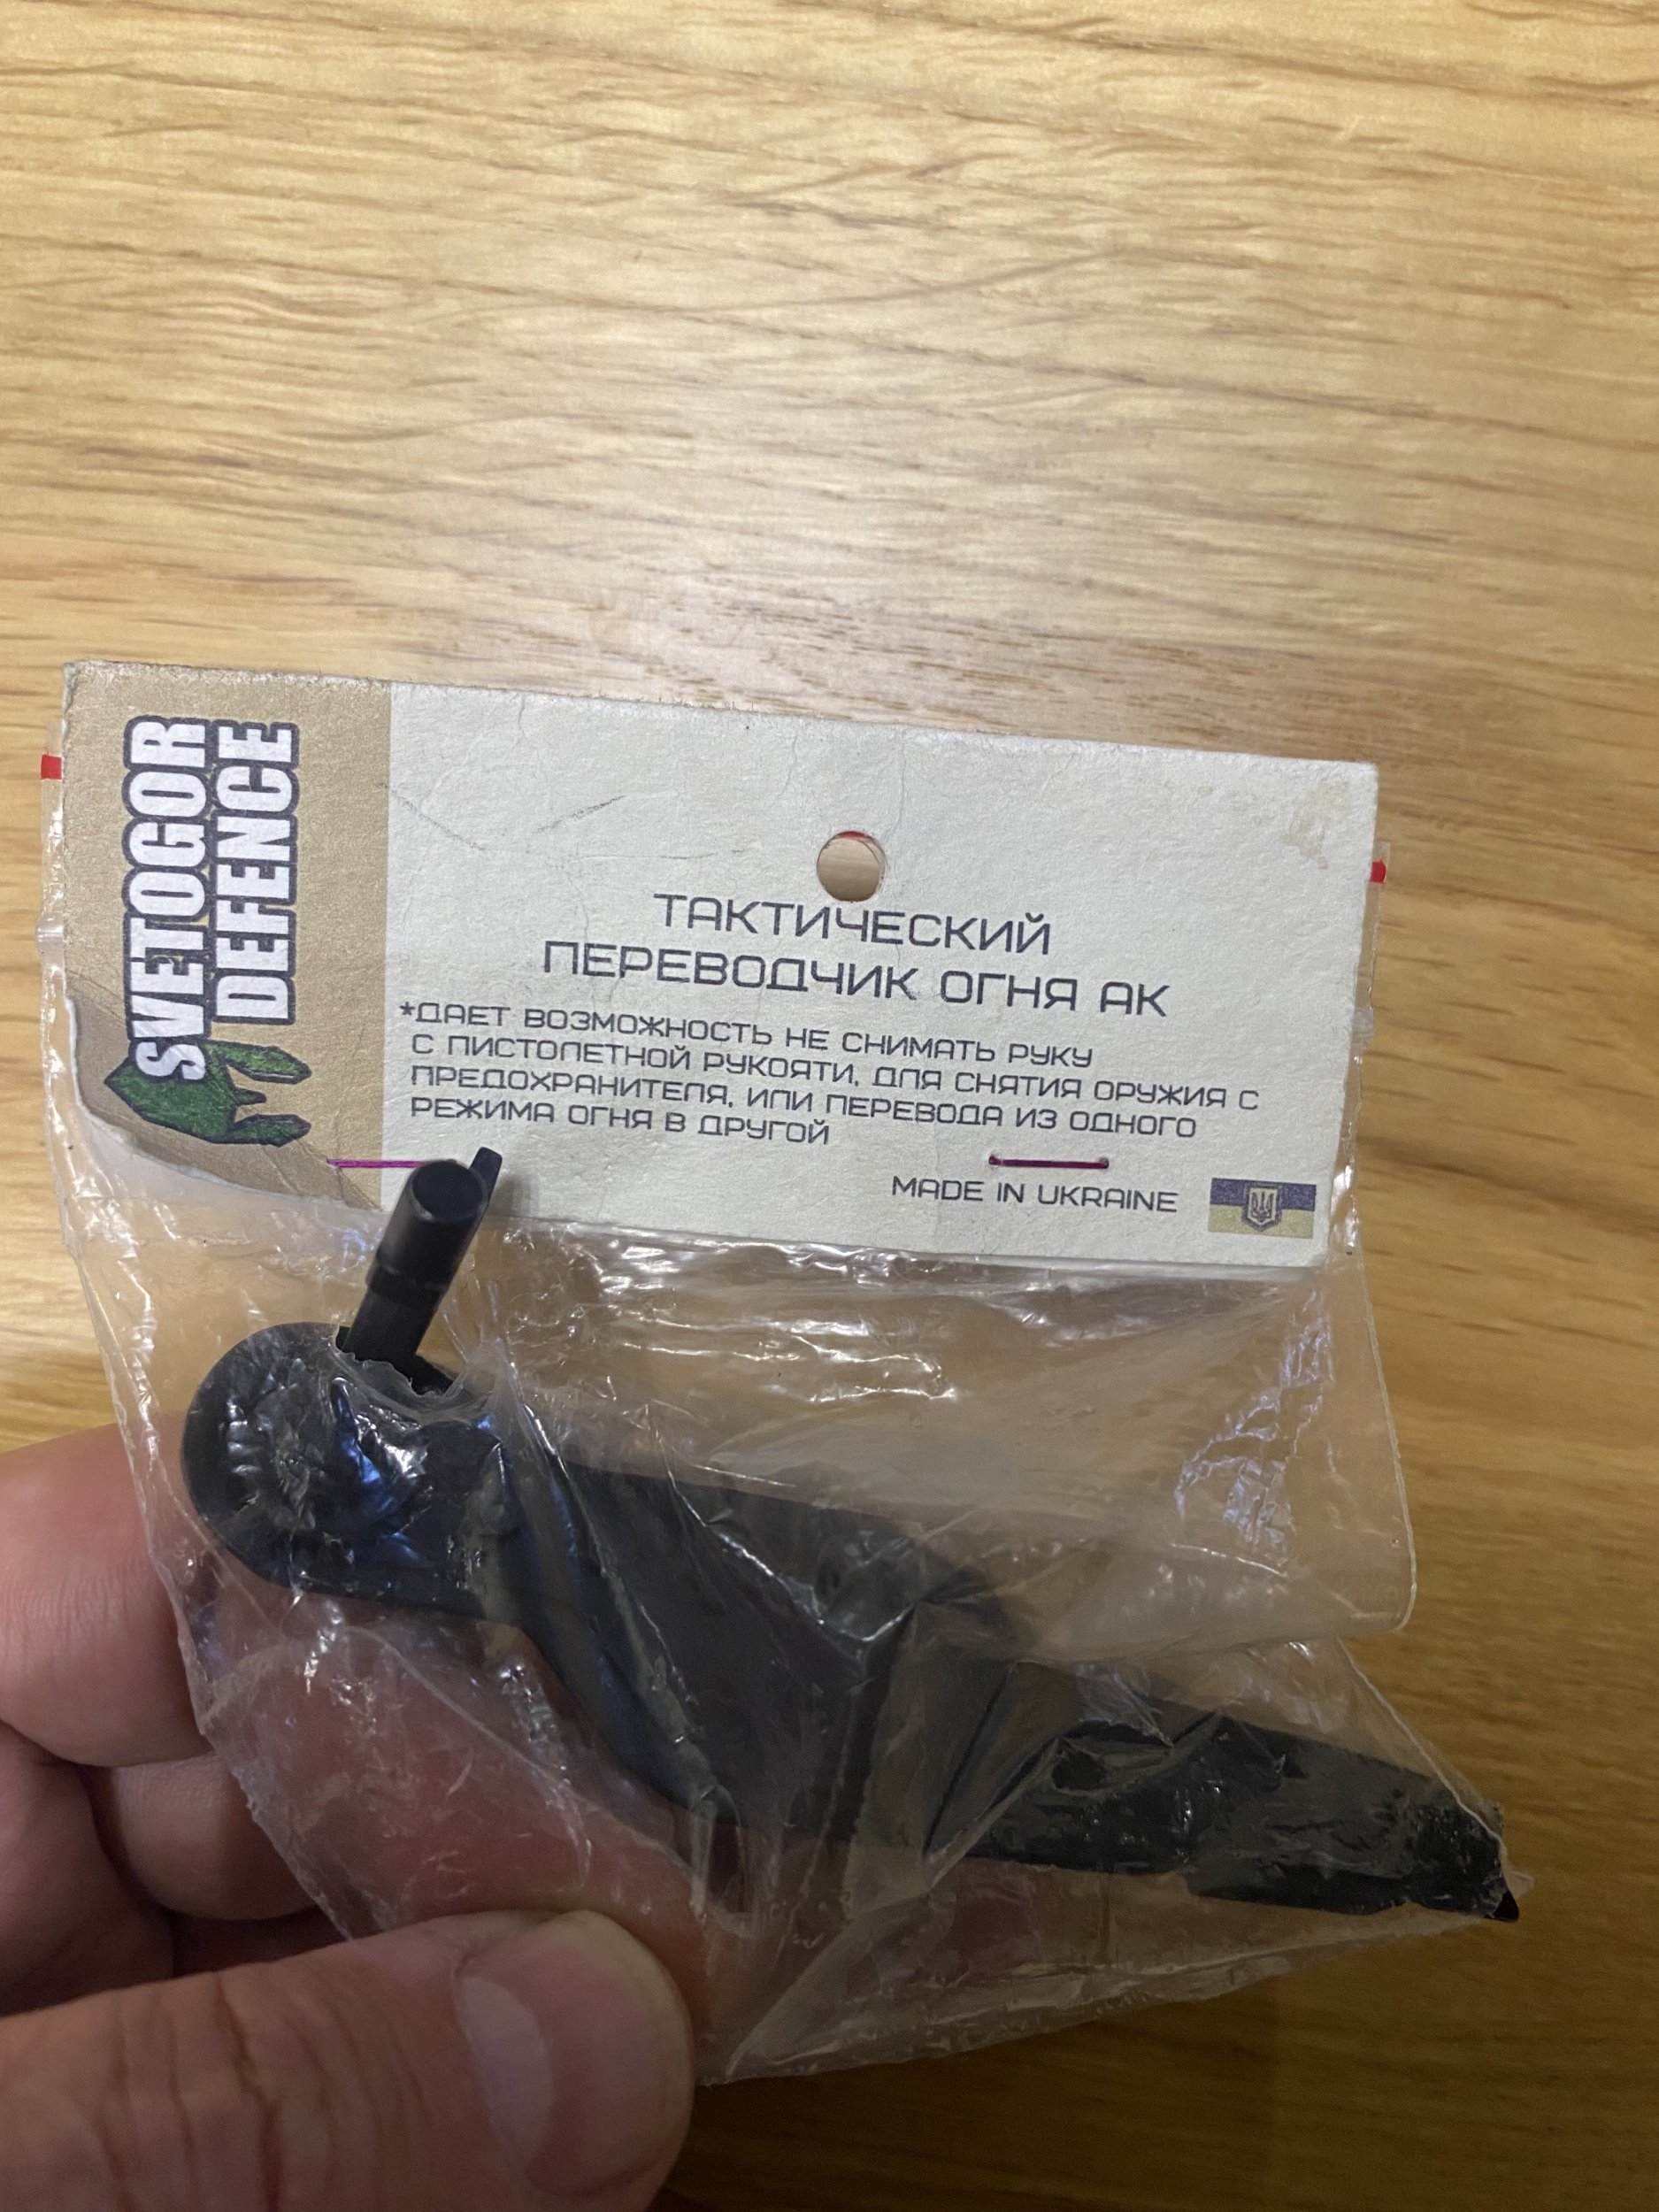 SVETOGOR
DEFENCE
ТАКТИЧЕСКИЙ
ПЕРЕВОДЧИК ОГНЯ АК
*ДАЕТ ВОЗМОЖНОСТЬ НЕ СНИМАТЬ РУКУ
С ПИСТОЛЕТНОЙ РУКОЯТИ, ДЛЯ СНЯТИЯ ОРУЖИЯ С
ПРЕДОХРАНИТЕЛЯ, ИЛИ ПЕРЕВОДА ИЗ ОДНОГО
РЕЖИМА ОГНЯ В ДРУГОЙ
MADE IN UKRAINE